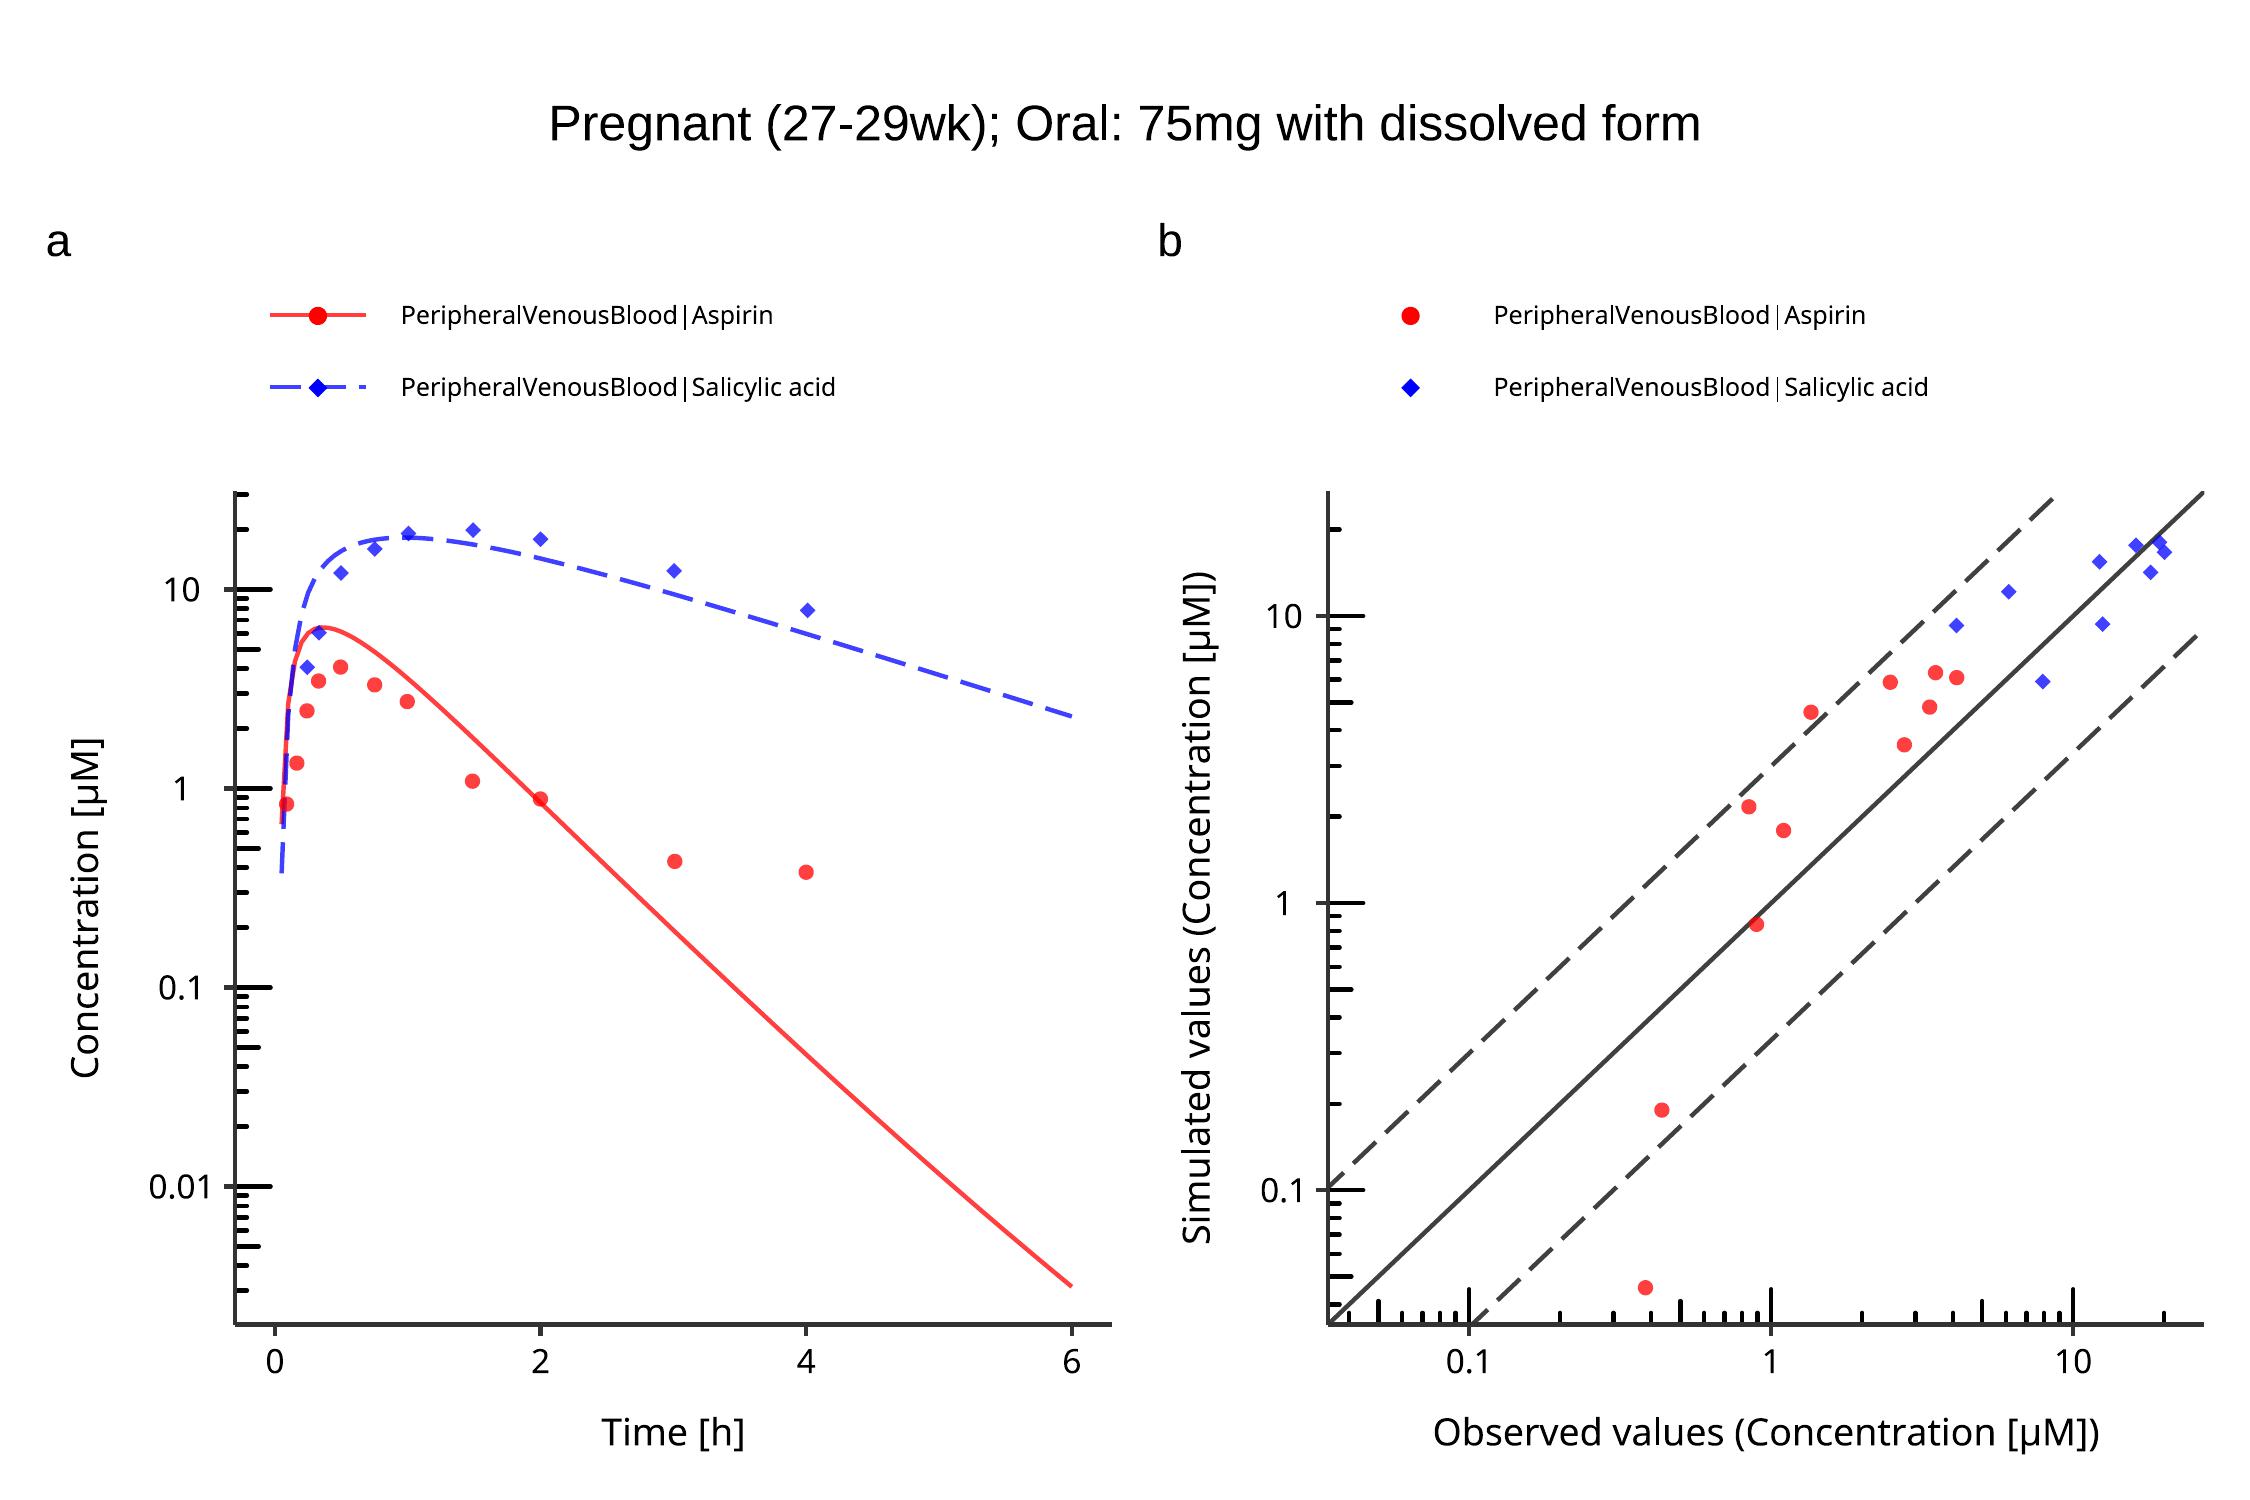 Pregnant (27-29wk); Oral: 75mg with dissolved form
a
PeripheralVenousBlood|Aspirin
PeripheralVenousBlood|Salicylic acid
10
1
0.1
0.01
Concentration [µM]
0
2
4
6
Time [h]
b
PeripheralVenousBlood|Aspirin
PeripheralVenousBlood|Salicylic acid
10
1
0.1
Simulated values (Concentration [µM])
0.1
1
10
Observed values (Concentration [µM])